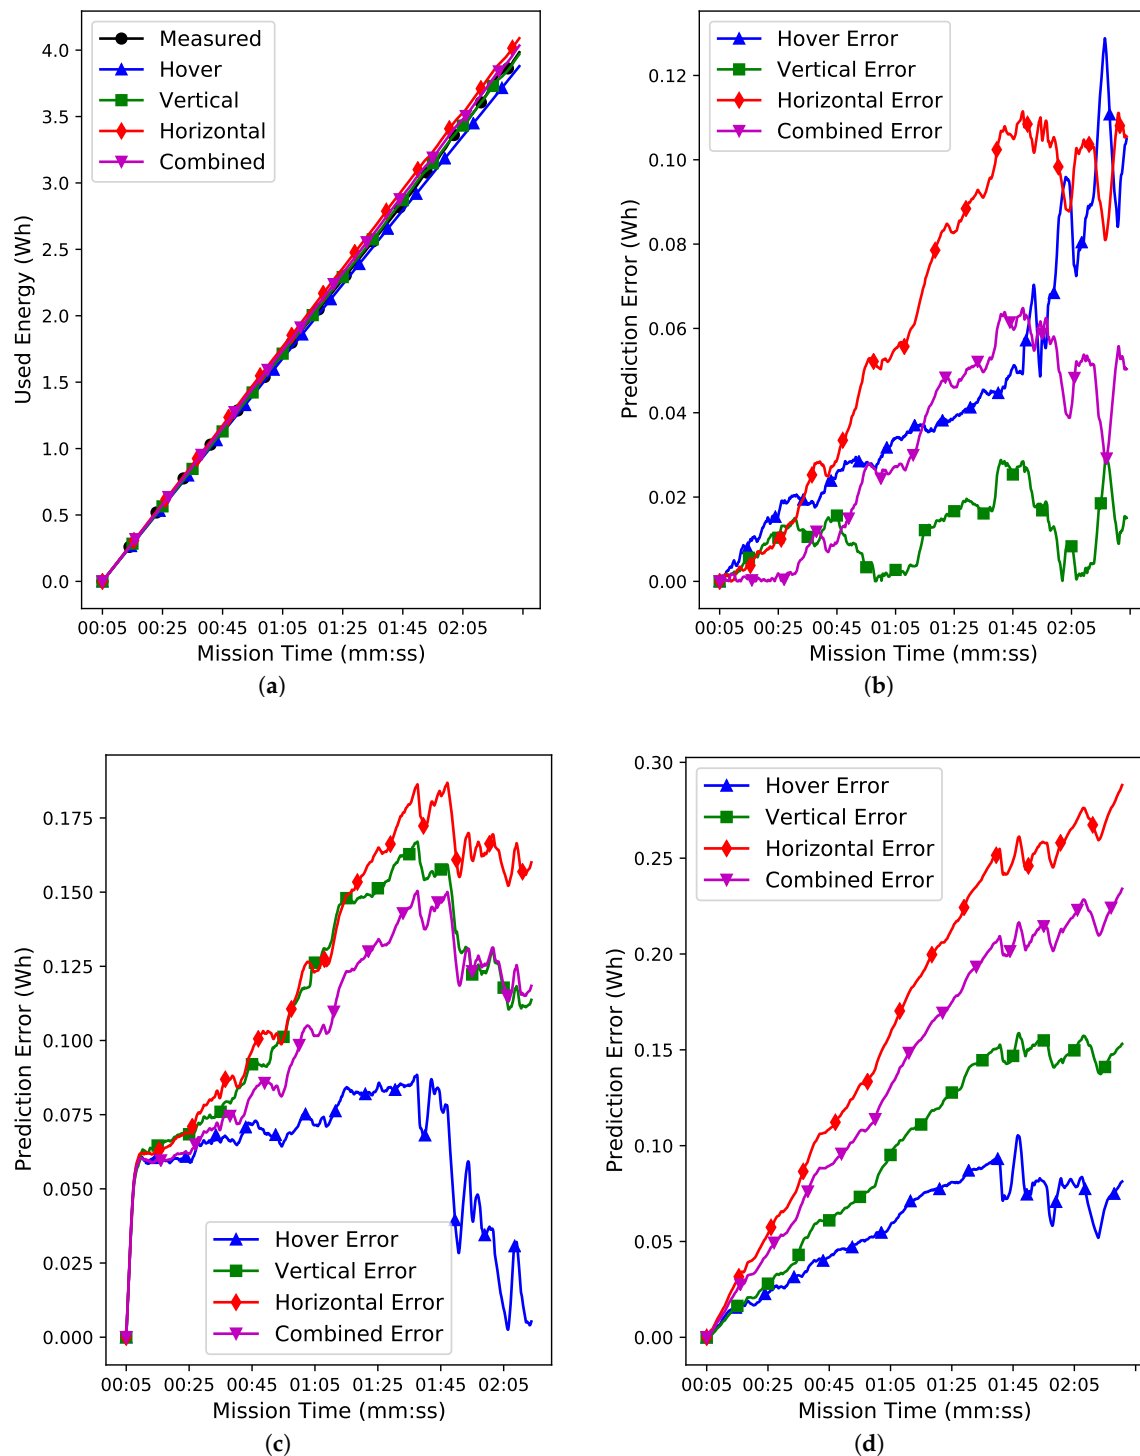 Used Energy (Wh)
4.0
3.5
3.0
2.5
2.0
1.5
1.0
0.5
0.0
Measured
Hover
Vertical
Horizontal
Combined
00:05 00:25 00:45 01:05 01:25 01:45 02:05
Mission Time (mm:ss)
(a)
Prediction Error (Wh)
0.12
0.10
0.08
0.06
0.04
0.02
0.00
Hover Error
Vertical Error
Horizontal Error
Combined Error
00:05 00:25 00:45 01:05 01:25 01:45 02:05
Mission Time (mm:ss)
(b)
Prediction Error (Wh)
0.175
0.150
0.125
0.100
0.075
0.050
0.025
0.000
Hover Error
Vertical Error
Horizontal Error
Combined Error
00:05 00:25 00:45 01:05 01:25 01:45 02:05
Mission Time (mm:ss)
(c)
Prediction Error (Wh)
0.30
0.25
0.20
0.15
0.10
0.05
0.00
Hover Error
Vertical Error
Horizontal Error
Combined Error
00:05 00:25 00:45 01:05 01:25 01:45 02:05
Mission Time (mm:ss)
(d)